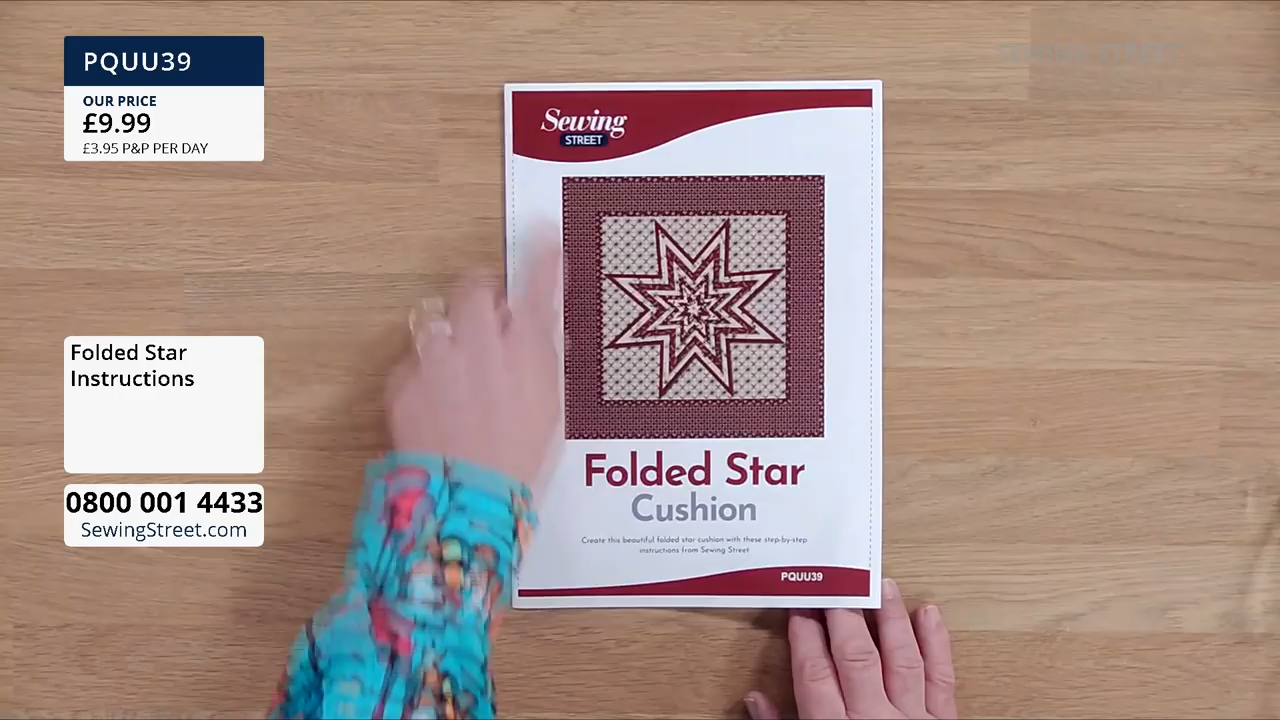 PQUU39
OUR PRICE
£9.99
£3.95 P&P PER DAY
Folded Star
Instructions
0800 001 4433
SewingStreet.com
Sewing
STREET
Folded Star
Cushion
Create this beautiful folded star cushion with these step-by-step
instructions from Sewing Street
PQUU39